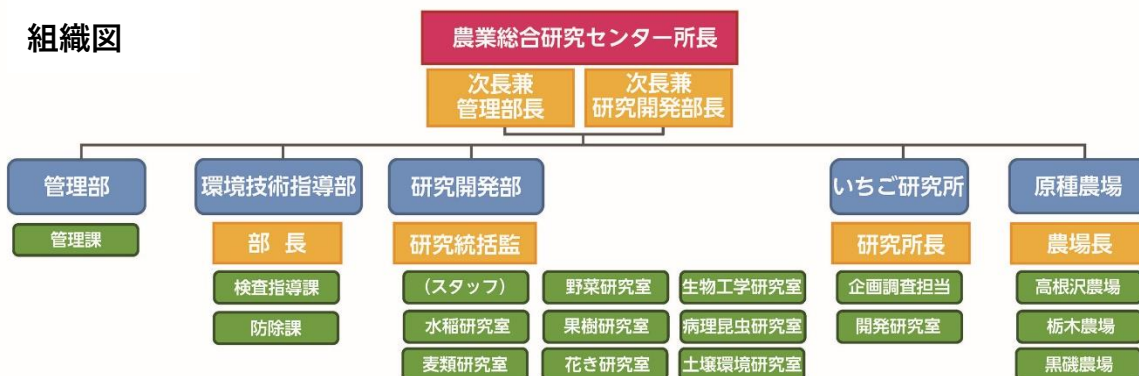 組織図
農業総合研究センター所長
次長兼
管理部長
次長兼
研究開発部長
管理部
環境技術指導部
研究開発部
いちご研究所
原種農場
管理課
部 長
研究統括監
研究所長
農場長
検査指導課
(スタッフ)
野菜研究室
生物工学研究室
企画調査担当
高根沢農場
防除課
水稲研究室
果樹研究室
病理昆虫研究室
開発研究室
栃木農場
麦類研究室
花き研究室
土壌環境研究室
黒磯農場